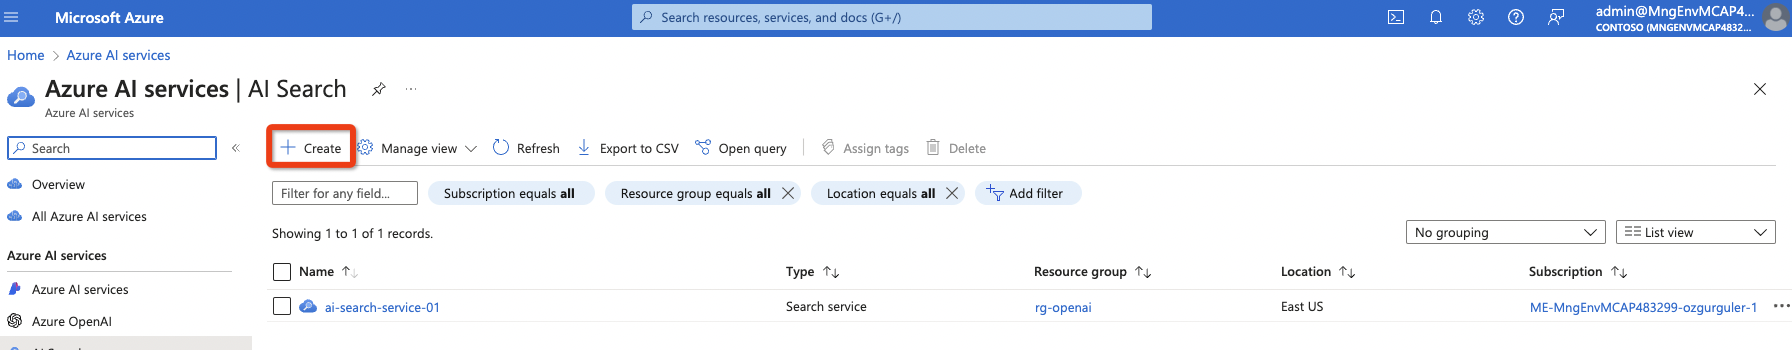 Microsoft Azure
Search resources, services, and docs (G+/)
admin@MngEnvMCAP4...
CONTOSO (MNGENVMCAP4832...
Home > Azure AI services
Azure AI services | AI Search
...
Azure AI services
Search
«
Create
Manage view
Refresh
Export to CSV
Open query
Assign tags
Delete
Overview
All Azure AI services
Azure AI services
Azure AI services
Azure OpenAI
Filter for any field...
Subscription equals all
Resource group equals all
Location equals all
Add filter
Showing 1 to 1 of 1 records.
No grouping
List view
Name
Type
Resource group
Location
Subscription
ai-search-service-01
Search service
rg-openai
East US
ME-MngEnvMCAP483299-ozgurguler-1
...